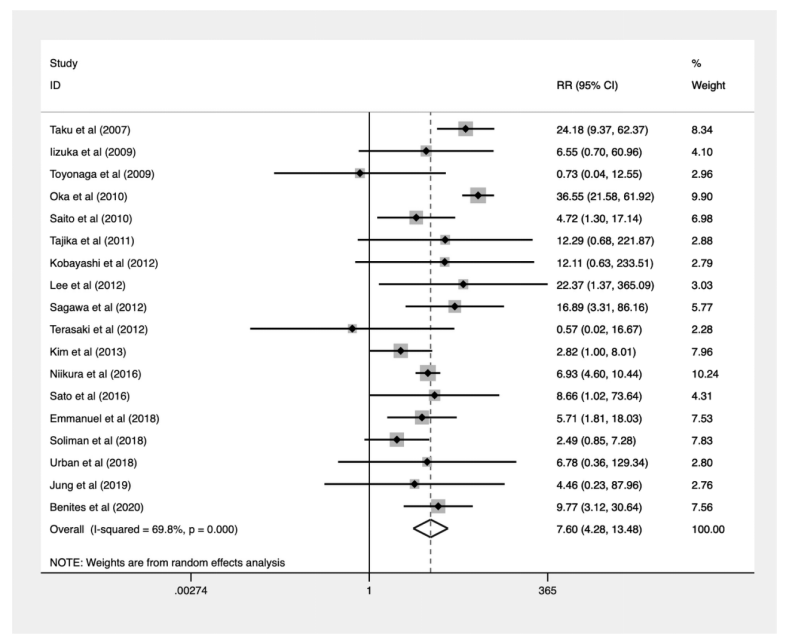 Study %
ID RR (95% CI) Weight
Taku et al (2007) 24.18 (9.37, 62.37) 8.34
Iizuka et al (2009) 6.55 (0.70, 60.96) 4.10
Toyonaga et al (2009) 0.73 (0.04, 12.55) 2.96
Oka et al (2010) 36.55 (21.58, 61.92) 9.90
Saito et al (2010) 4.72 (1.30, 17.14) 6.98
Tajika et al (2011) 12.29 (0.68, 221.87) 2.88
Kobayashi et al (2012) 12.11 (0.63, 233.51) 2.79
Lee et al (2012) 22.37 (1.37, 365.09) 3.03
Sagawa et al (2012) 16.89 (3.31, 86.16) 5.77
Terasaki et al (2012) 0.57 (0.02, 16.67) 2.28
Kim et al (2013) 2.82 (1.00, 8.01) 7.96
Niikura et al (2016) 6.93 (4.60, 10.44) 10.24
Sato et al (2016) 8.66 (1.02, 73.64) 4.31
Emmanuel et al (2018) 5.71 (1.81, 18.03) 7.53
Soliman et al (2018) 2.49 (0.85, 7.28) 7.83
Urban et al (2018) 6.78 (0.36, 129.34) 2.80
Jung et al (2019) 4.46 (0.23, 87.96) 2.76
Benites et al (2020) 9.77 (3.12, 30.64) 7.56
Overall (I-squared = 69.8%, p = 0.000) 7.60 (4.28, 13.48) 100.00
NOTE: Weights are from random effects analysis
.00274 1 365